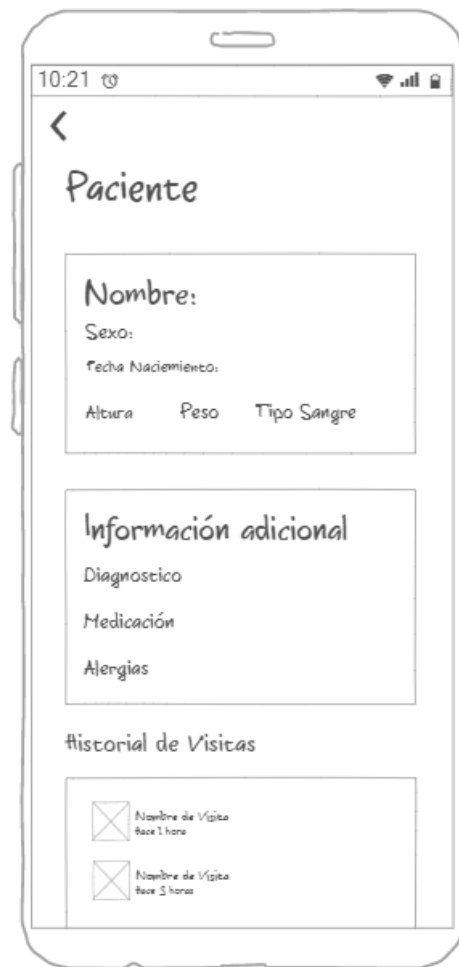 10:21
Paciente
Nombre:
Sexo:
Fecha Naciemiento:
Altura Peso Tipo Sangre
Información adicional
Diagnostico
Medicación
Alergias
Historial de Visitas
Nombre de Visita
Hace 1 hora
Nombre de Visita
Hace 3 horas